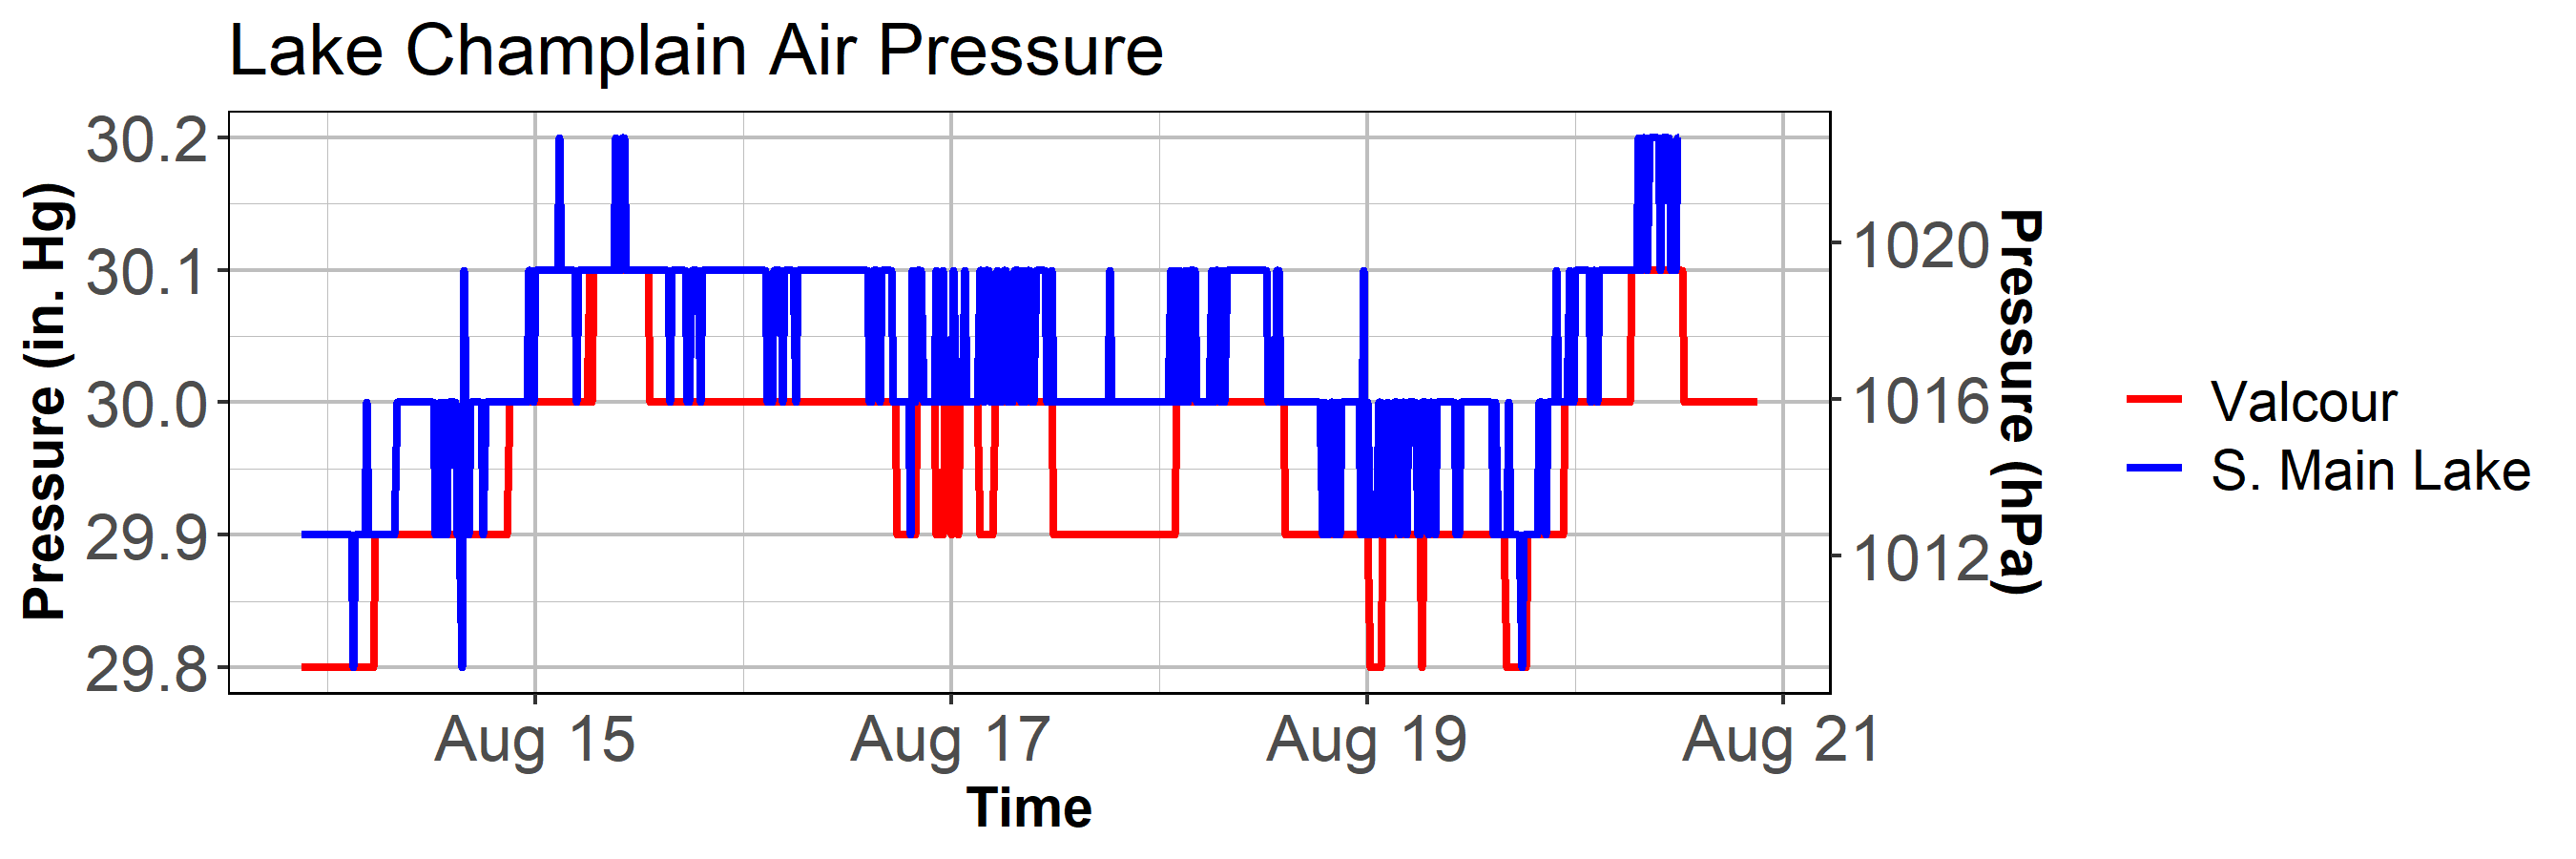 Lake Champlain Air Pressure
Pressure (in. Hg)
30.2
30.1
30.0
29.9
29.8
1020
1016
1012
Pressure (hPa)
Valcour
S. Main Lake
Aug 15 Aug 17 Aug 19 Aug 21
Time